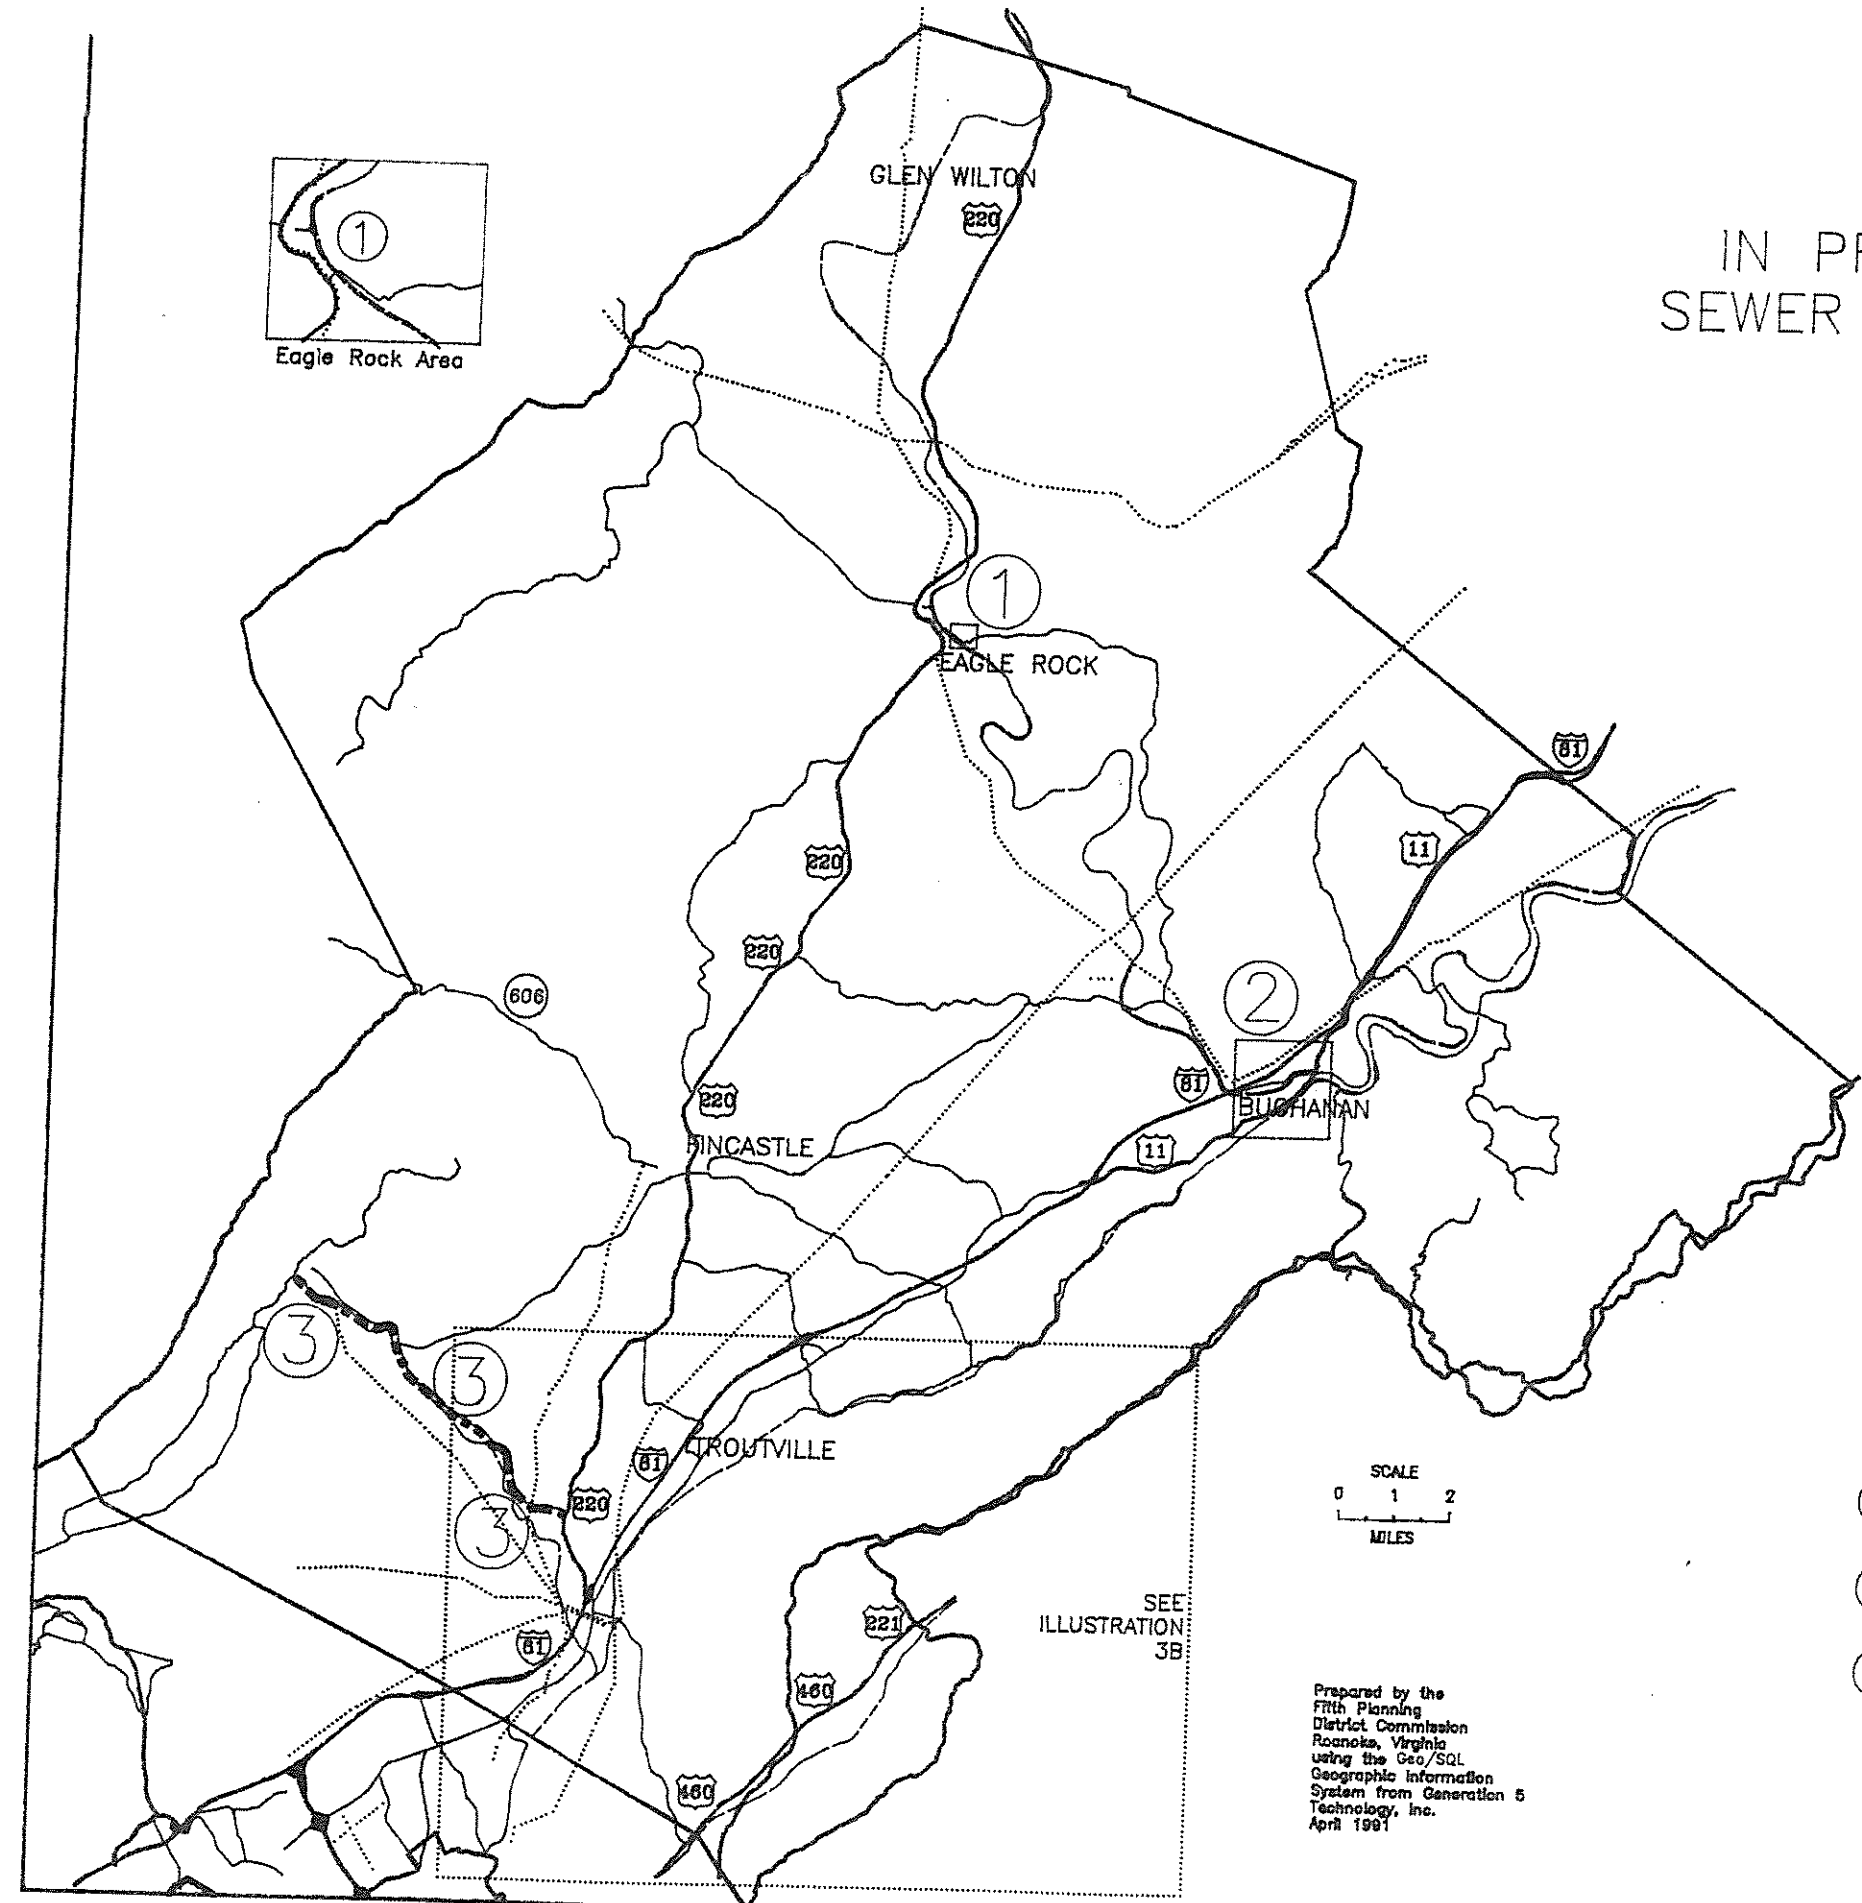 GLEN WILTON
220
1
Eagle Rock Area
IN
SEWER
1
EAGLE ROCK
81
11
220
220
606
2
220
81
BUCHANAN
FINCASTLE
11
3
3
TROUTVILLE
81
220
3
SCALE
0 1 2
MILES
SEE
ILLUSTRATION
3B
221
81
460
460
Prepared by the
Fifth Planning
District Commission
Roanoke, Virginia
using the Geo/SQL
Geographic Information
System from Generation 5
Technology, Inc.
April 1991